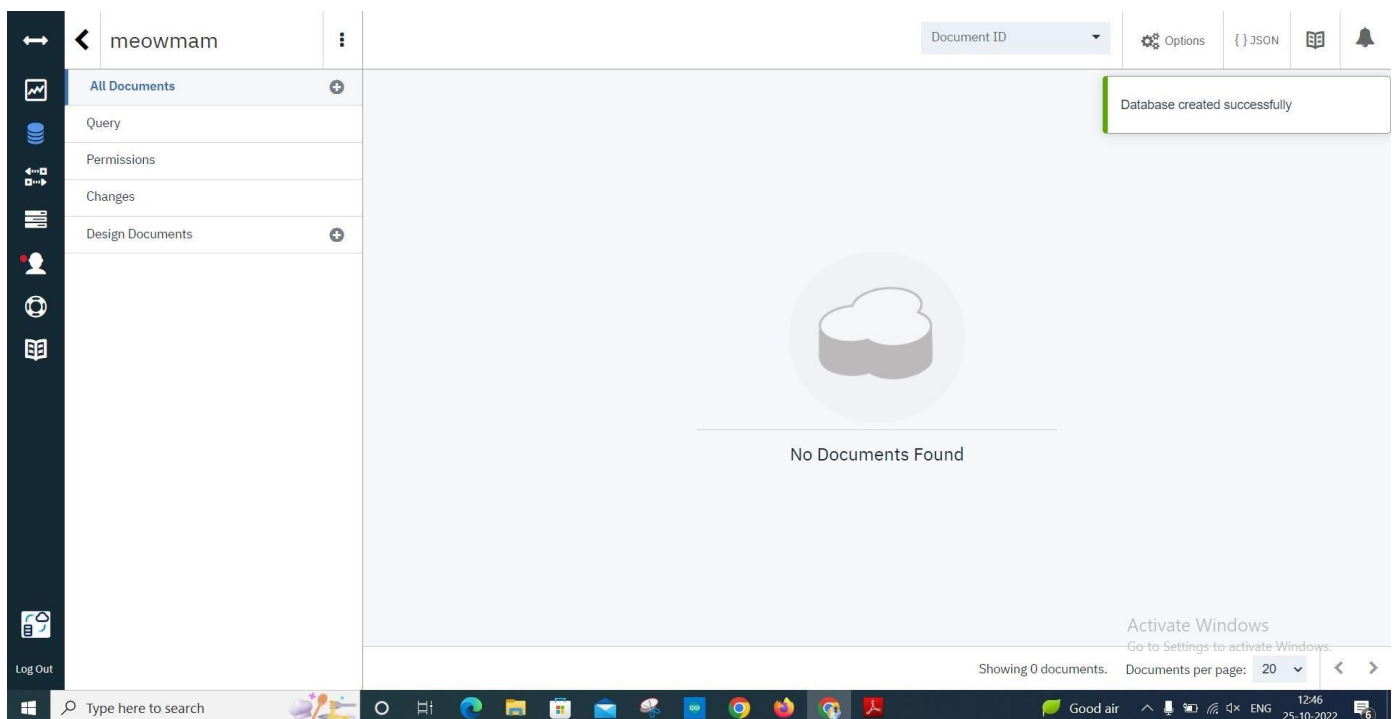 meowmam
Document ID
Options
{ } JSON
All Documents
Query
Permissions
Changes
Design Documents
Database created successfully
No Documents Found
Activate Windows
Go to Settings to activate Windows.
Showing 0 documents.
Documents per page: 20
Log Out
Type here to search
Good air
ENG
12:46
25-10-2022
6